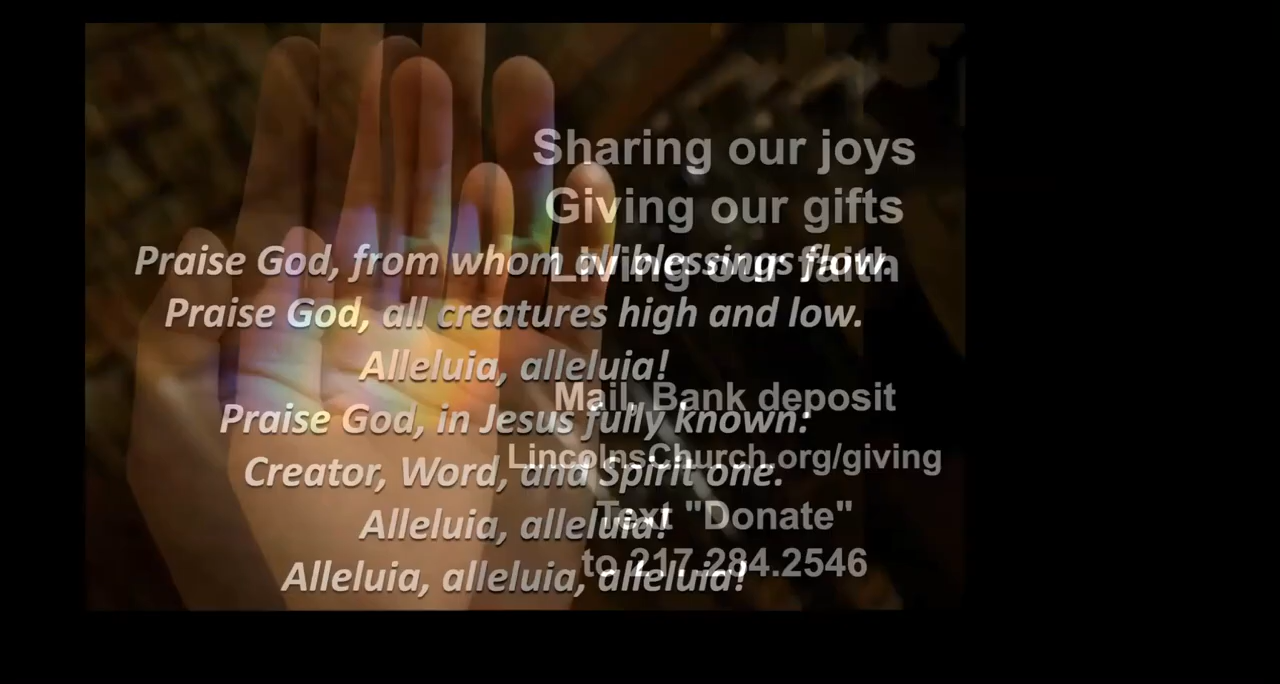 Sharing our joys
Giving our gifts
Living our faith
Mail, Bank deposit
LincolnsChurch.org/giving
Text "Donate"
to 217.284.2546
Praise God, from whom all blessings flow.
Praise God, all creatures high and low.
Alleluia, alleluia!
Praise God, in Jesus fully known:
Creator, Word, and Spirit one.
Alleluia, alleluia!
Alleluia, alleluia, alleluia!